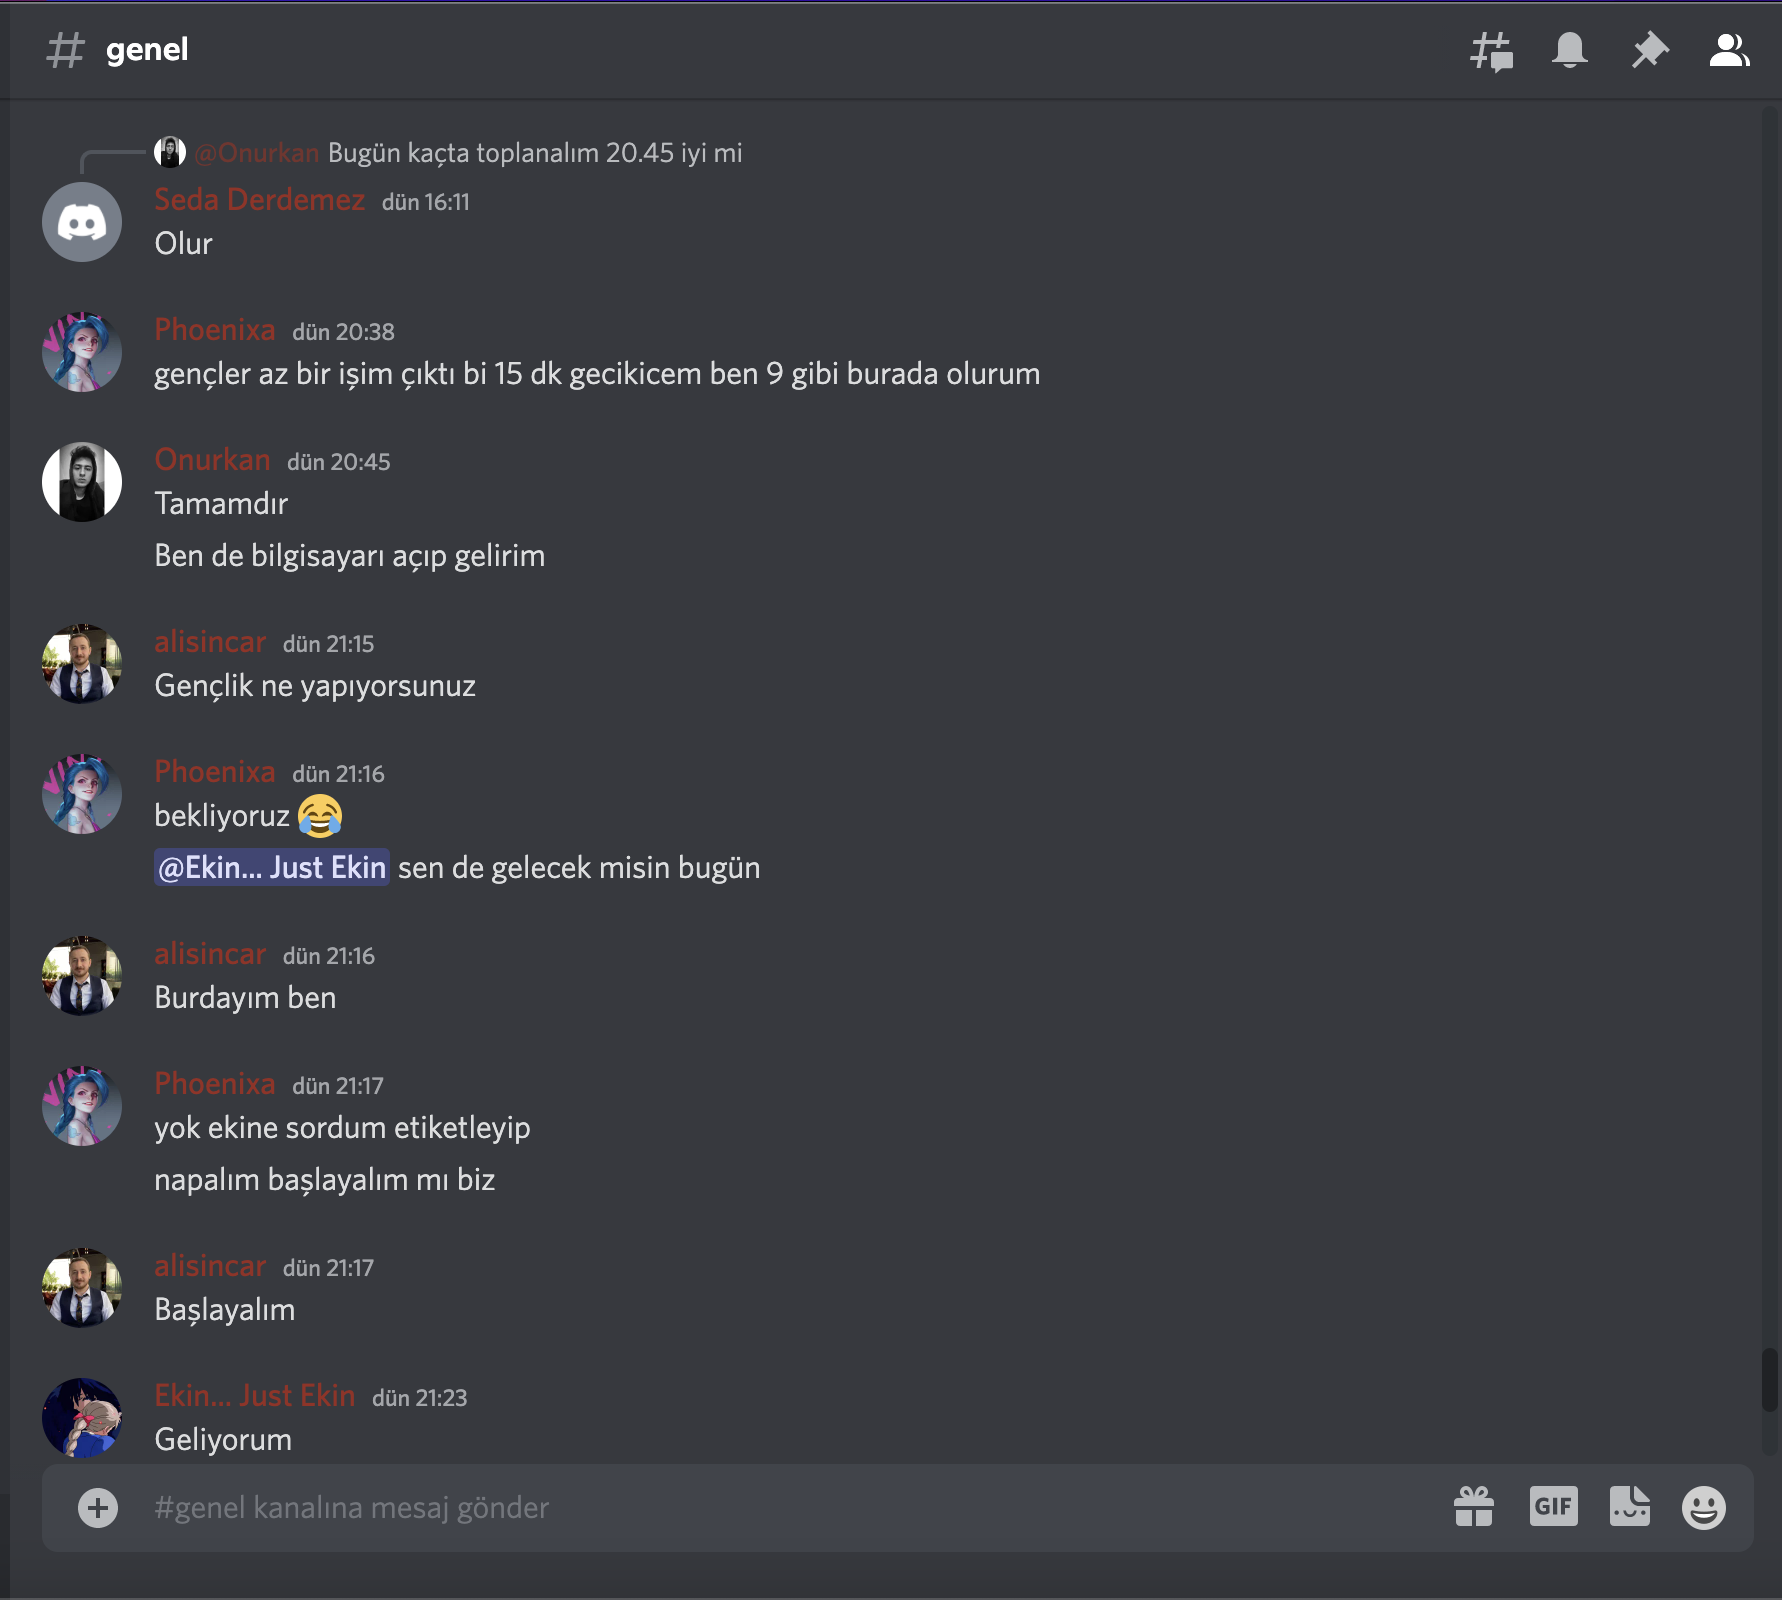 genel
@Onurkan Bugün kaçta toplanalım 20.45 iyi mi
Seda Derdemez dün 16:11
Olur
Phoenixa dün 20:38
gençler az bir işim çıktı bi 15 dk gecikicem ben 9 gibi burada olurum
Onurkan dün 20:45
Tamamdır
Ben de bilgisayarı açıp gelirim
alisincar dün 21:15
Gençlik ne yapıyorsunuz
Phoenixa dün 21:16
bekliyoruz 😂
@Ekin... Just Ekin sen de gelecek misin bugün
alisincar dün 21:16
Burdayım ben
Phoenixa dün 21:17
yok ekine sordum etiketleyip
napalım başlayalım mı biz
alisincar dün 21:17
Başlayalım
Ekin... Just Ekin dün 21:23
Geliyorum
#genel kanalına mesaj gönder GIF